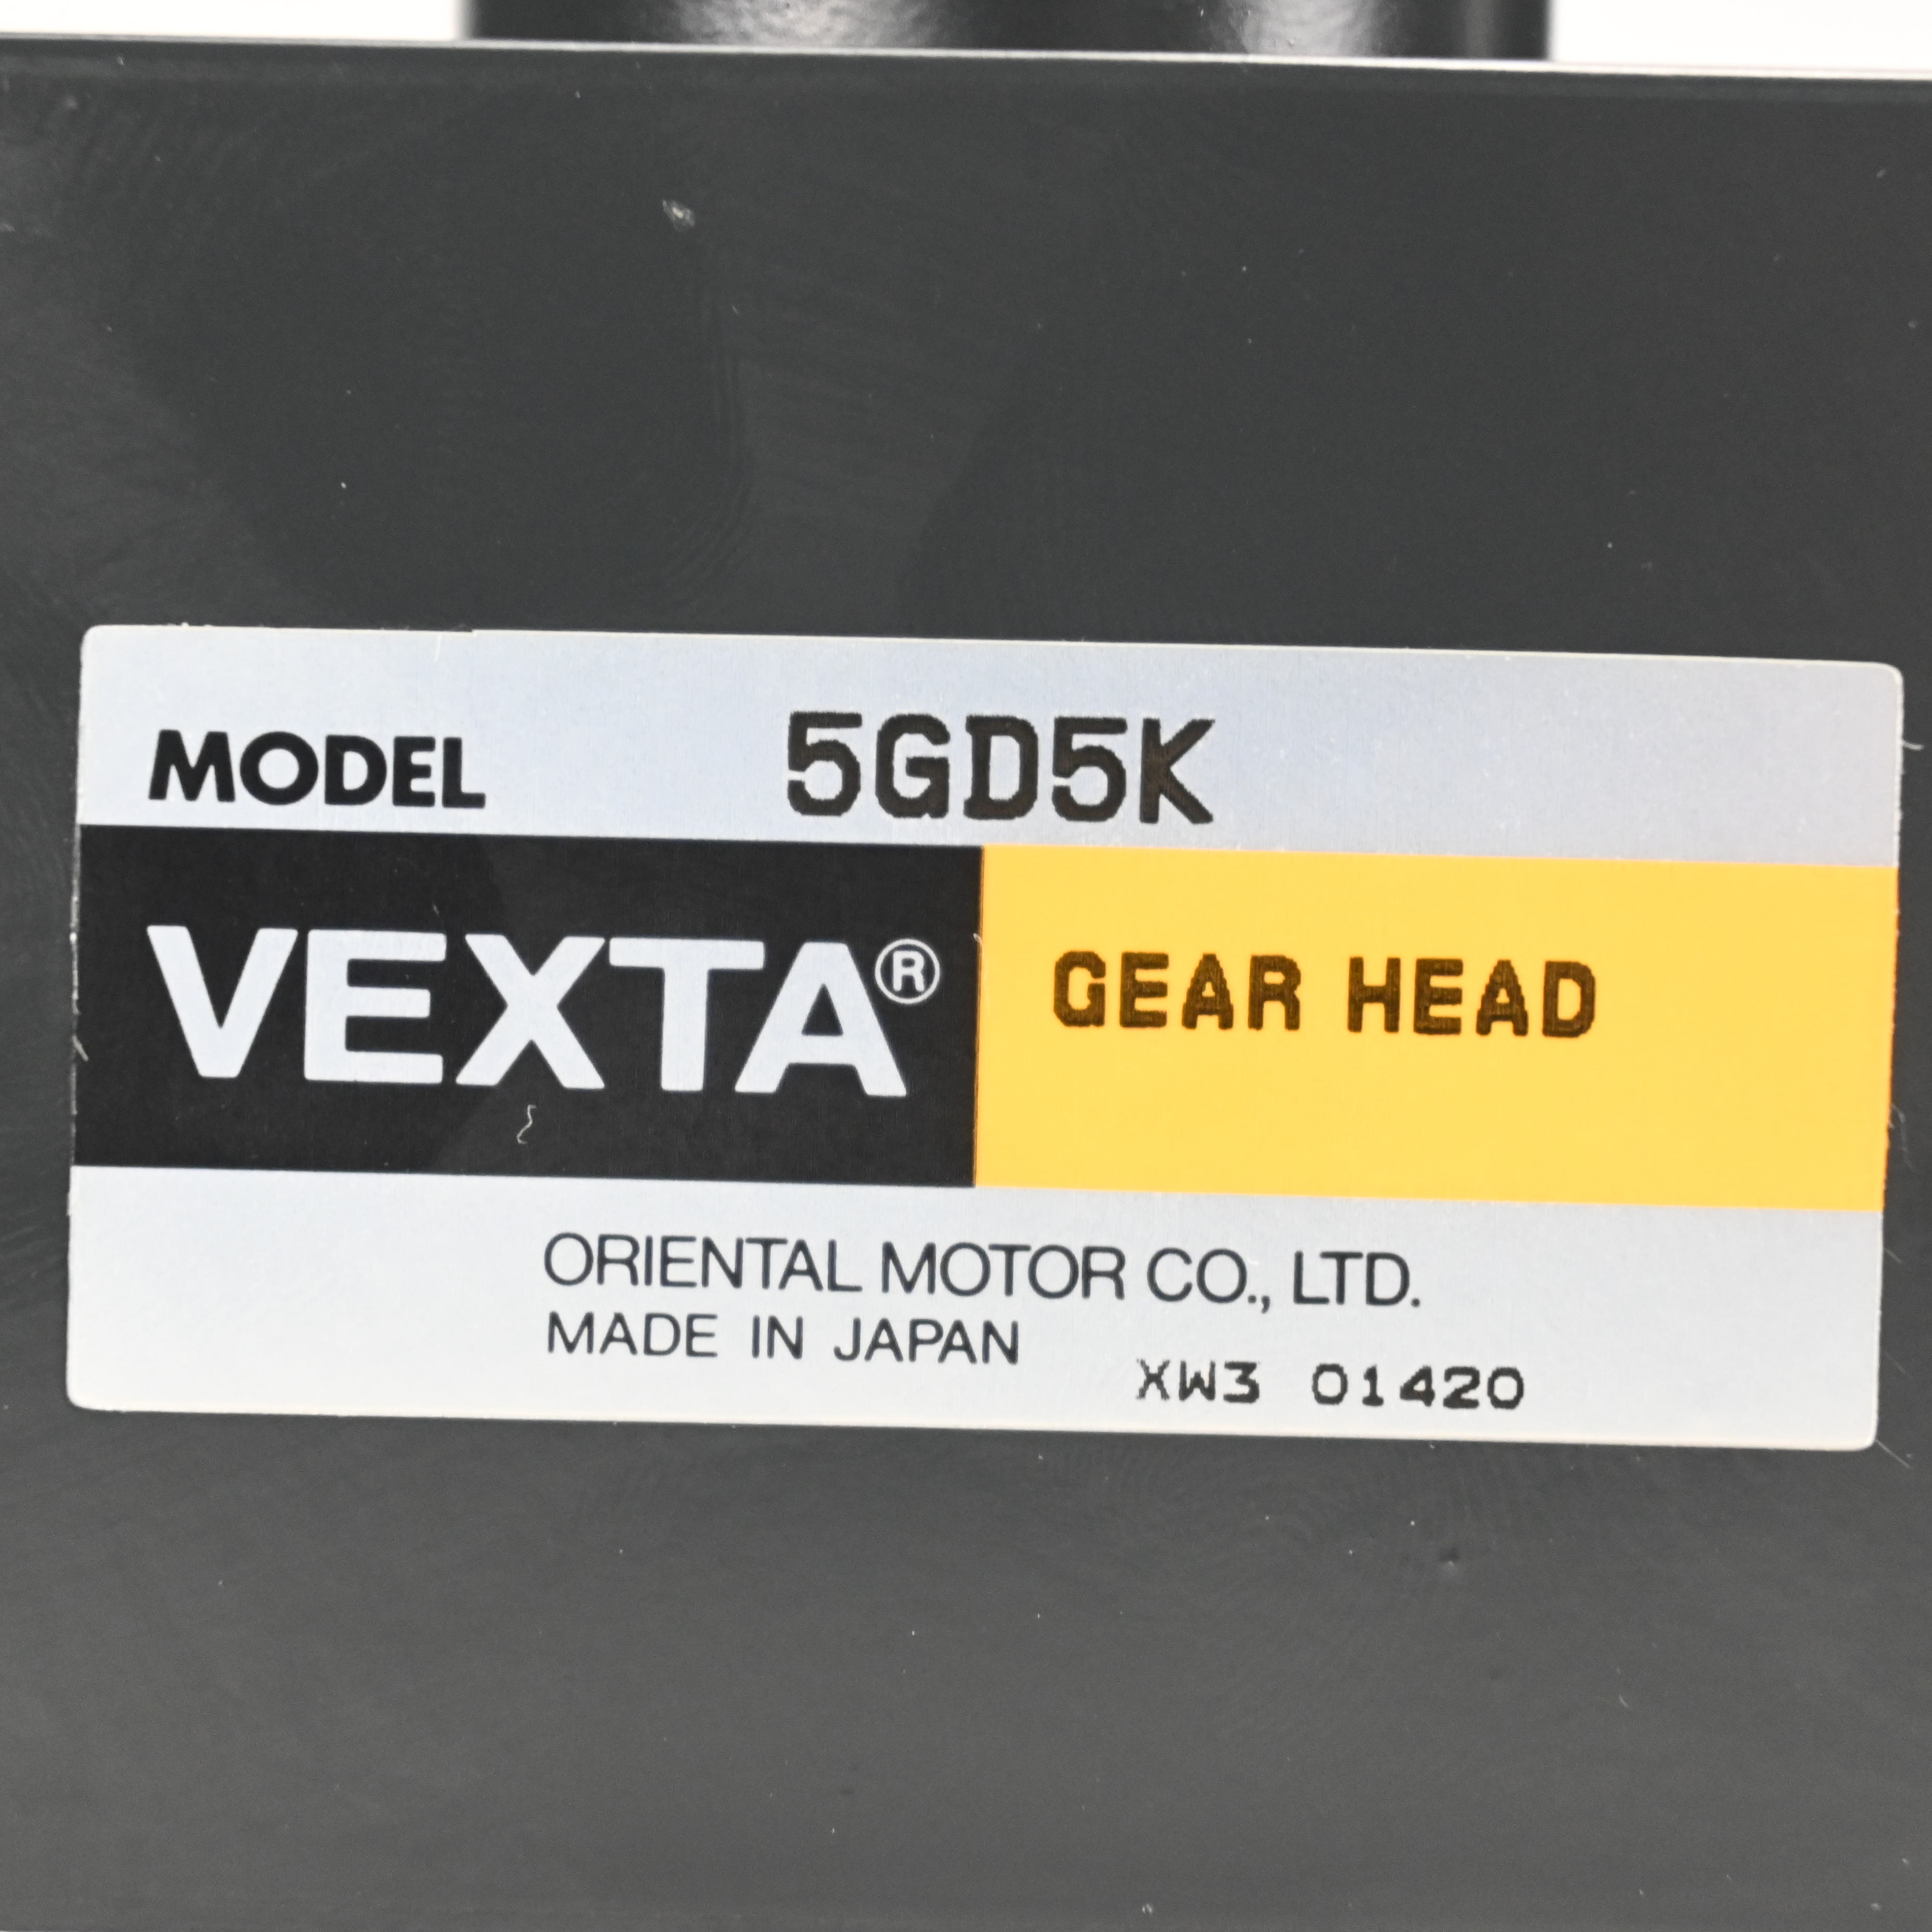 MODEL 5GD5K
VEXTA® GEAR HEAD
ORIENTAL MOTOR CO., LTD.
MADE IN JAPAN
XW3 01420